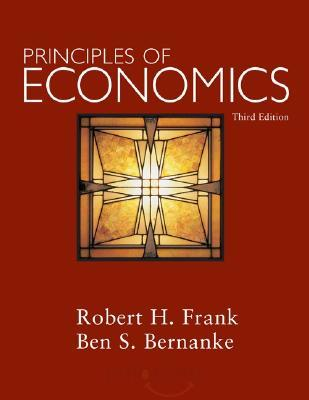 PRINCIPLES OF
ECONOMICS
Third Edition
Robert H. Frank
Ben S. Bernanke